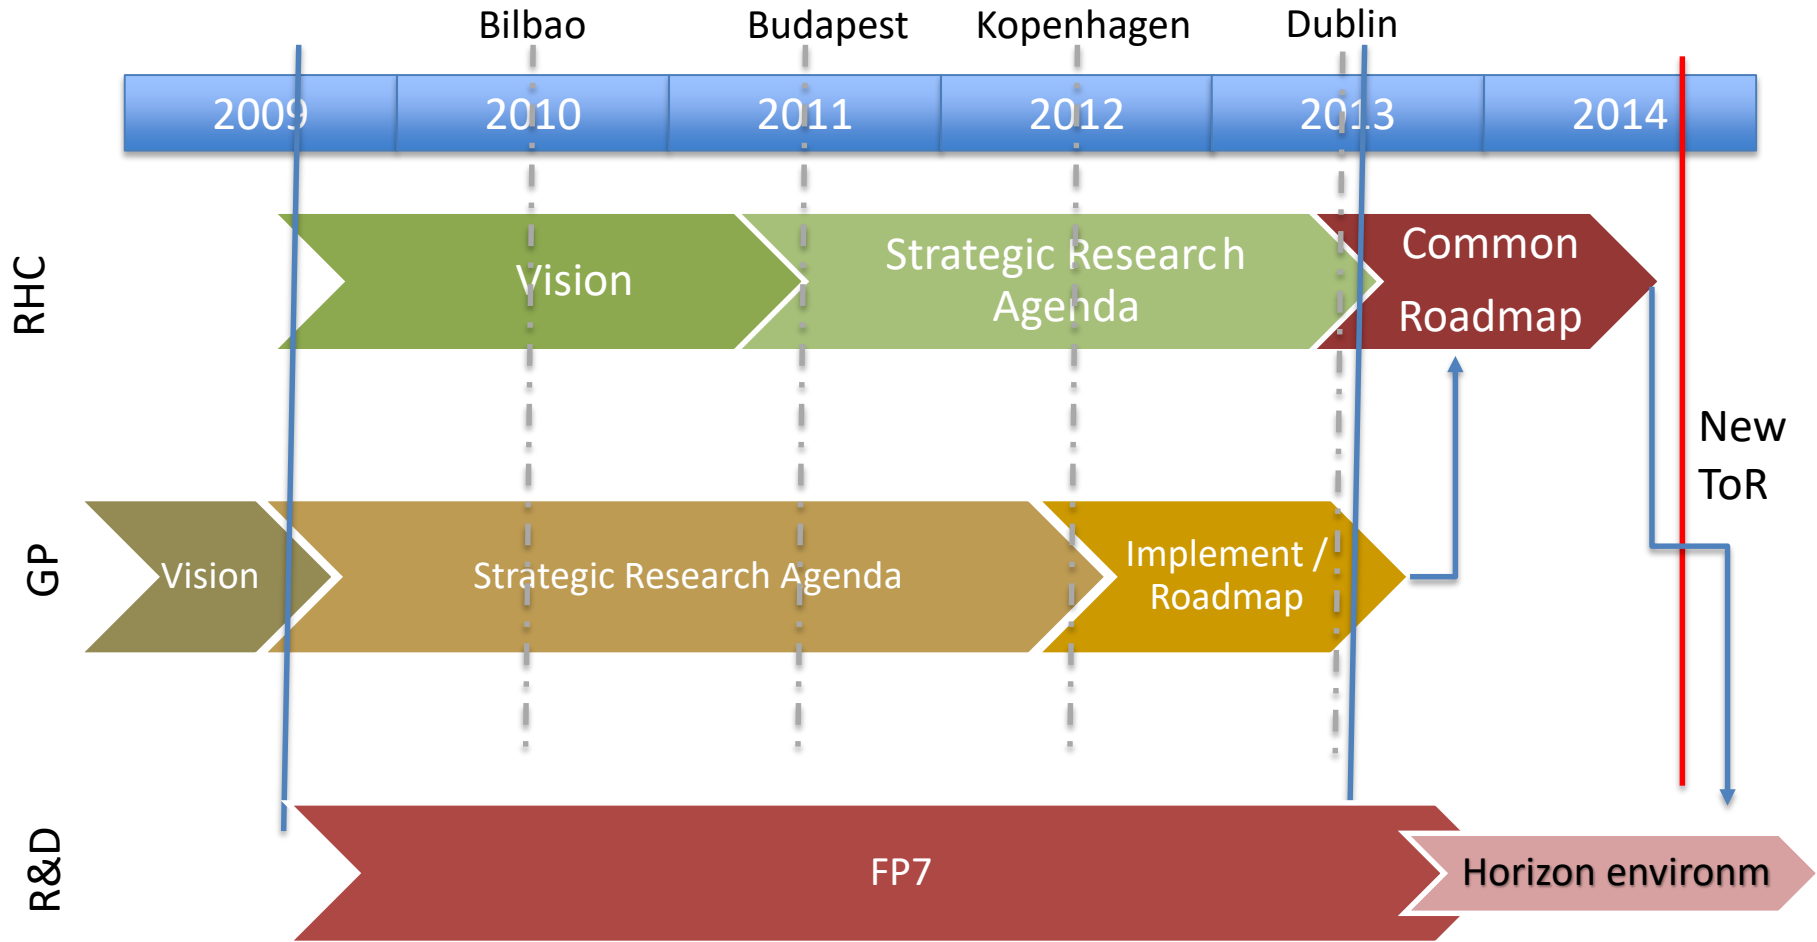 Bilbao
Budapest
Kopenhagen
Dublin
2009
2010
2011
2012
2013
2014
RHC
Vision
Strategic Research
Agenda
Common
Roadmap
New
ToR
GP
Vision
Strategic Research Agenda
Implement /
Roadmap
R&D
FP7
Horizon environm